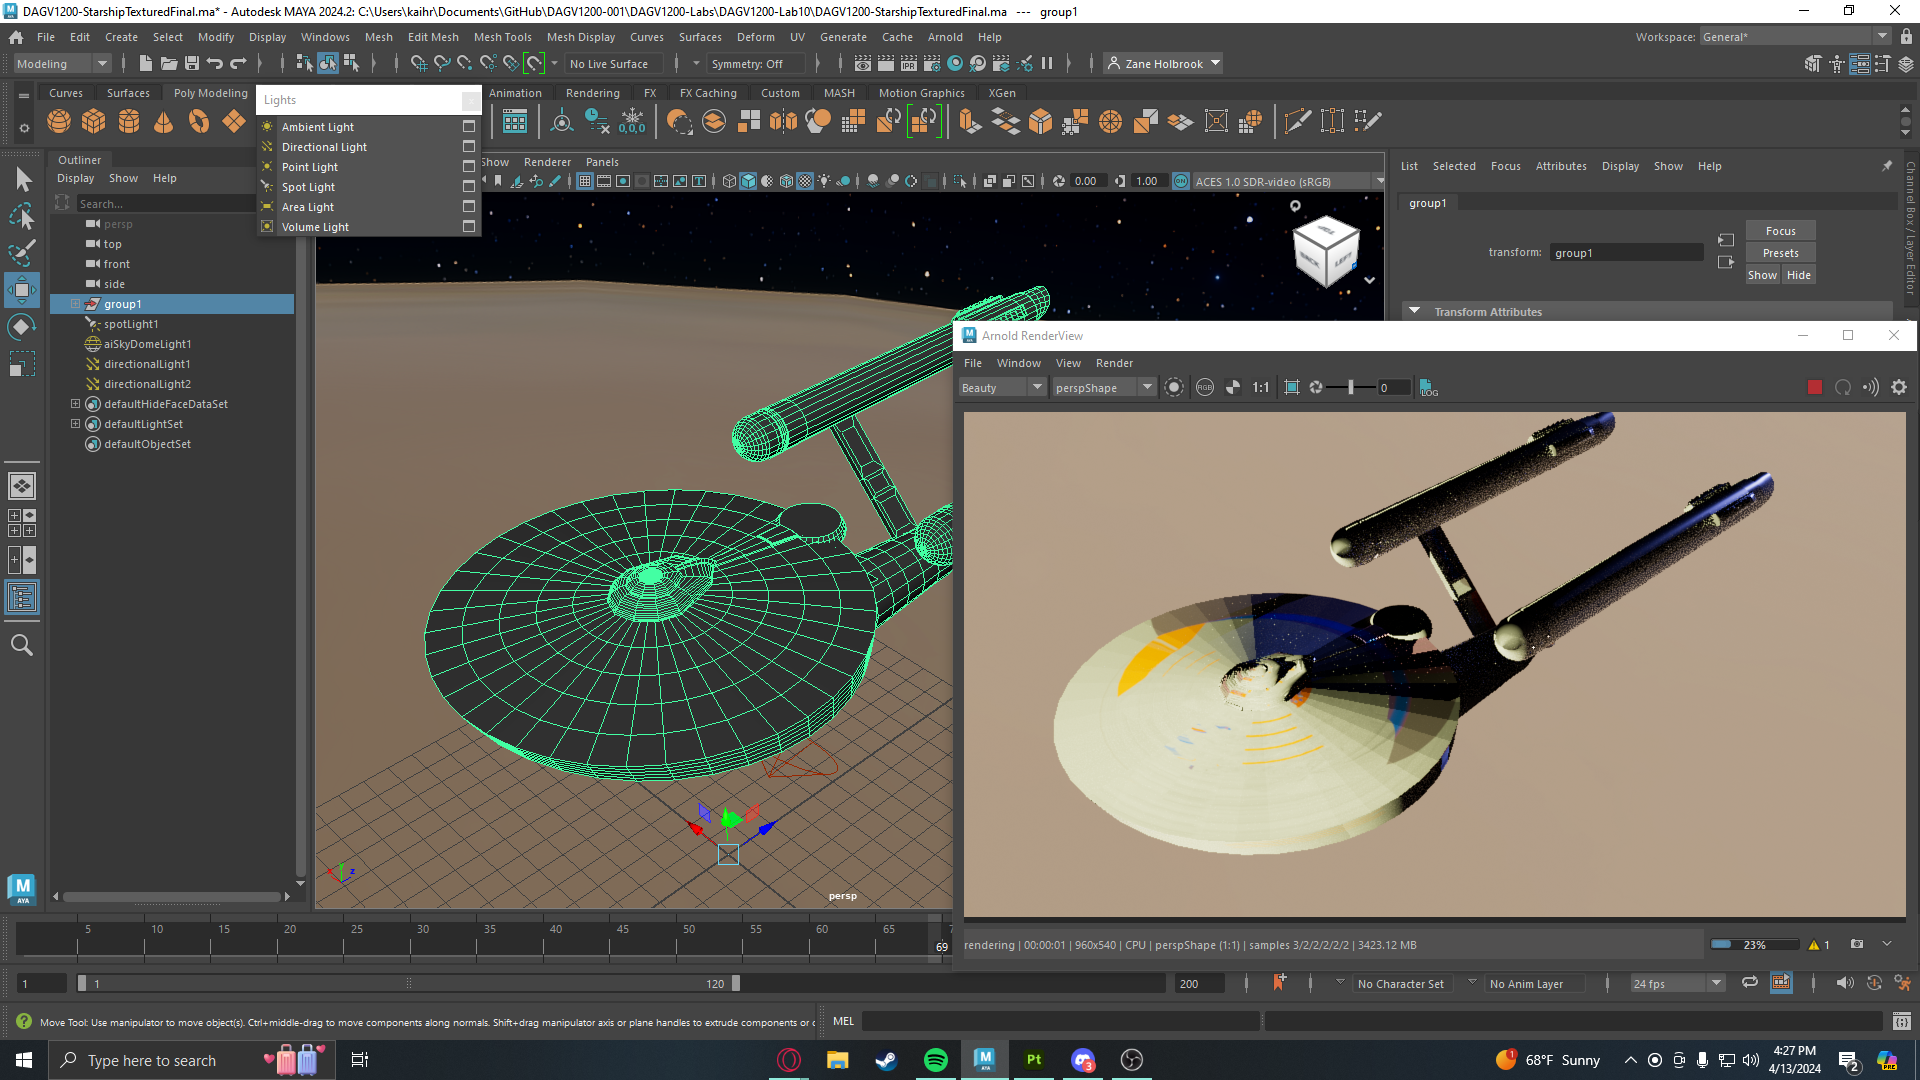 DAGV1200-StarshipTexturedFinal.ma* - Autodesk MAYA 2024.2: C:\Users\kaihr\Documents\GitHub\DAGV1200-001\DAGV1200-Labs\DAGV1200-Lab10\DAGV1200-StarshipTexturedFinal.ma --- group1
File Edit Create Select Modify Display Windows Mesh Edit Mesh Mesh Tools Mesh Display Curves Surfaces Deform UV Generate Cache Arnold Help
Workspace: General*
Modeling
No Live Surface
Symmetry: Off
IPR
Zane Holbrook
Curves Surfaces Poly Modeling
Animation Rendering FX FX Caching Custom MASH Motion Graphics XGen
0,0,0
Lights
Ambient Light
Directional Light
Point Light
Spot Light
Area Light
Volume Light
Outliner
Display Show Help
Search...
persp
top
front
side
group1
spotLight1
aiSkyDomeLight1
directionalLight1
directionalLight2
defaultHideFaceDataSet
defaultLightSet
defaultObjectSet
Show Renderer Panels
0.00
1.00
ACES 1.0 SDR-video (sRGB)
BACK LEFT
persp
List Selected Focus Attributes Display Show Help
group1
transform: group1
Focus
Presets
Show Hide
Transform Attributes
Channel Box / Layer Editor
Arnold RenderView
File Window View Render
Beauty
perspShape
RGB
1:1
0
LOG
rendering | 00:00:01 | 960x540 | CPU | perspShape (1:1) | samples 3/2/2/2/2/2 | 3423.12 MB
23%
1
5 10 15 20 25 30 35 40 45 50 55 60 65
69
1
1
120
200
No Character Set
No Anim Layer
24 fps
Move Tool: Use manipulator to move object(s). Ctrl+middle-drag to move components along normals. Shift+drag manipulator axis or plane handles to extrude components or
MEL
Type here to search
Pt
68°F Sunny
4:27 PM
4/13/2024